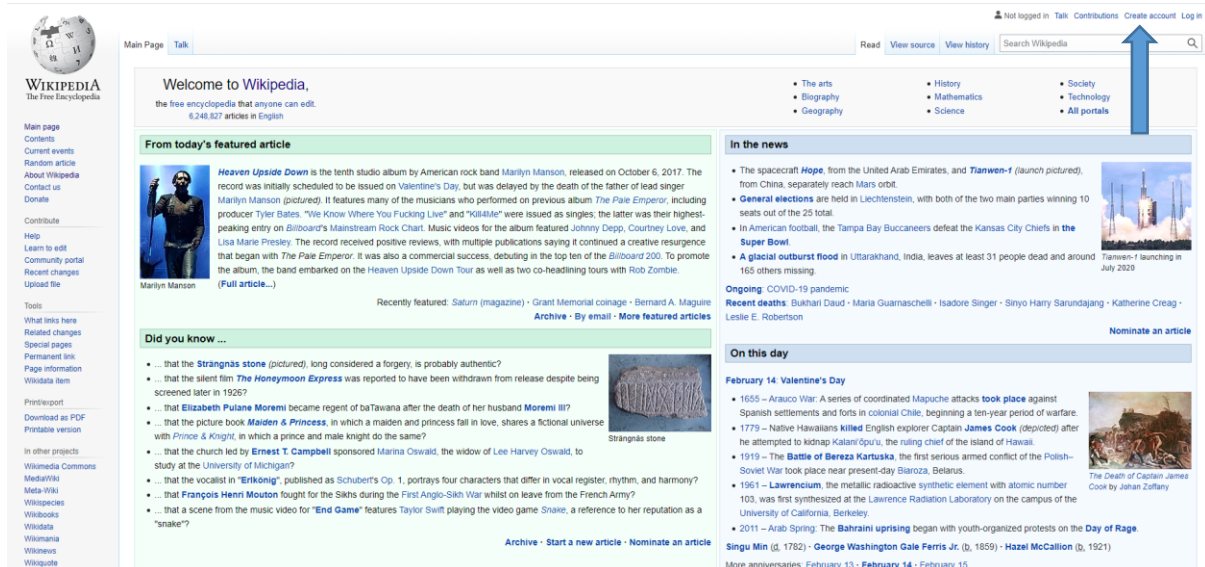 Not logged in Talk Contributions Create account Log in
Main Page Talk
Read View source View history Search Wikipedia
WIKIPEDIA
The Free Encyclopedia
Main page
Contents
Current events
Random article
About Wikipedia
Contact us
Donate
Contribute
Help
Learn to edit
Community portal
Recent changes
Upload file
Tools
What links here
Related changes
Special pages
Permanent link
Page information
Wikidata item
Print/export
Download as PDF
Printable version
In other projects
Wikimedia Commons
MediaWiki
Meta-Wiki
Wikispecies
Wikibooks
Wikidata
Wikimania
Wikinews
Wikiquote
Welcome to Wikipedia,
the free encyclopedia that anyone can edit.
6,248,827 articles in English
• The arts
• Biography
• Geography
• History
• Mathematics
• Science
• Society
• Technology
• All portals
From today's featured article
Heaven Upside Down is the tenth studio album by American rock band Marilyn Manson, released on October 6, 2017. The
record was initially scheduled to be issued on Valentine's Day, but was delayed by the death of the father of lead singer
Marilyn Manson (pictured). It features many of the musicians who performed on previous album The Pale Emperor, including
producer Tyler Bates. "We Know Where You Fucking Live" and "Kill4Me" were issued as singles; the latter was their highest-
peaking entry on Billboard's Mainstream Rock Chart. Music videos for the album featured Johnny Depp, Courtney Love, and
Lisa Marie Presley. The record received positive reviews, with multiple publications saying it continued a creative resurgence
that began with The Pale Emperor. It was also a commercial success, debuting in the top ten of the Billboard 200. To promote
the album, the band embarked on the Heaven Upside Down Tour as well as two co-headlining tours with Rob Zombie.
(Full article...)
Marilyn Manson
Recently featured: Saturn (magazine) · Grant Memorial coinage · Bernard A. Maguire
Archive · By email · More featured articles
Did you know ...
• ... that the Strängnäs stone (pictured), long considered a forgery, is probably authentic?
• ... that the silent film The Honeymoon Express was reported to have been withdrawn from release despite being
screened later in 1926?
• ... that Elizabeth Pulane Moremi became regent of baTawana after the death of her husband Moremi III?
• ... that the picture book Maiden & Princess, in which a maiden and princess fall in love, shares a fictional universe
with Prince & Knight, in which a prince and male knight do the same?
• ... that the church led by Ernest T. Campbell sponsored Marina Oswald, the widow of Lee Harvey Oswald, to
study at the University of Michigan?
• ... that the vocalist in "Erlkönig", published as Schubert's Op. 1, portrays four characters that differ in vocal register, rhythm, and harmony?
• ... that François Henri Mouton fought for the Sikhs during the First Anglo-Sikh War whilst on leave from the French Army?
• ... that a scene from the music video for "End Game" features Taylor Swift playing the video game Snake, a reference to her reputation as a
"snake"?
Strängnäs stone
Archive · Start a new article · Nominate an article
In the news
• The spacecraft Hope, from the United Arab Emirates, and Tianwen-1 (launch pictured),
from China, separately reach Mars orbit.
• General elections are held in Liechtenstein, with both of the two main parties winning 10
seats out of the 25 total.
• In American football, the Tampa Bay Buccaneers defeat the Kansas City Chiefs in the
Super Bowl.
• A glacial outburst flood in Uttarakhand, India, leaves at least 31 people dead and around
165 others missing.
Tianwen-1 launching in
July 2020
Ongoing: COVID-19 pandemic
Recent deaths: Bukhari Daud · Maria Guarnaschelli · Isadore Singer · Sinyo Harry Sarundajang · Katherine Creag ·
Leslie E. Robertson
Nominate an article
On this day
February 14: Valentine's Day
• 1655 – Arauco War: A series of coordinated Mapuche attacks took place against
Spanish settlements and forts in colonial Chile, beginning a ten-year period of warfare.
• 1779 – Native Hawaiians killed English explorer Captain James Cook (depicted) after
he attempted to kidnap Kalaniʻōpuʻu, the ruling chief of the island of Hawaii.
• 1919 – The Battle of Bereza Kartuska, the first serious armed conflict of the Polish–
Soviet War took place near present-day Biaroza, Belarus.
• 1961 – Lawrencium, the metallic radioactive synthetic element with atomic number
103, was first synthesized at the Lawrence Radiation Laboratory on the campus of the
University of California, Berkeley.
• 2011 – Arab Spring: The Bahraini uprising began with youth-organized protests on the Day of Rage.
The Death of Captain James
Cook by Johan Zoffany
Singu Min (d. 1782) · George Washington Gale Ferris Jr. (b. 1859) · Hazel McCallion (b. 1921)
More anniversaries: February 13 · February 14 · February 15